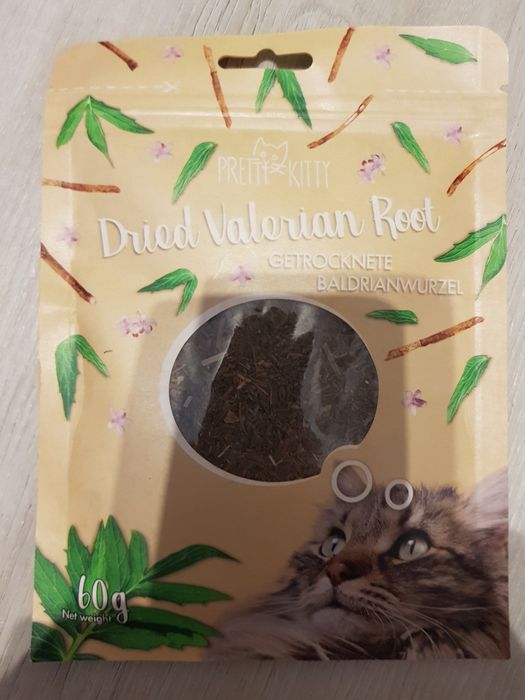 PRETTY KITTY
Dried Valerian Root
GETROCKNETE
BALDRIANWURZEL
60g
Net weight